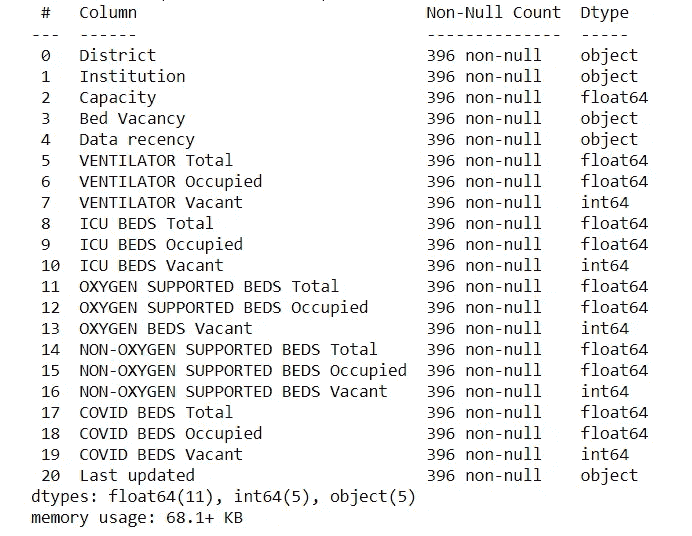 #   Column                              Non-Null Count  Dtype
---  ------                              --------------  -----
0   District                            396 non-null    object
1   Institution                         396 non-null    object
2   Capacity                            396 non-null    float64
3   Bed Vacancy                         396 non-null    object
4   Data recency                        396 non-null    object
5   VENTILATOR Total                    396 non-null    float64
6   VENTILATOR Occupied                 396 non-null    float64
7   VENTILATOR Vacant                   396 non-null    int64
8   ICU BEDS Total                      396 non-null    float64
9   ICU BEDS Occupied                   396 non-null    float64
10  ICU BEDS Vacant                     396 non-null    int64
11  OXYGEN SUPPORTED BEDS Total         396 non-null    float64
12  OXYGEN SUPPORTED BEDS Occupied      396 non-null    float64
13  OXYGEN BEDS Vacant                  396 non-null    int64
14  NON-OXYGEN SUPPORTED BEDS Total     396 non-null    float64
15  NON-OXYGEN SUPPORTED BEDS Occupied  396 non-null    float64
16  NON-OXYGEN SUPPORTED BEDS Vacant    396 non-null    int64
17  COVID BEDS Total                    396 non-null    float64
18  COVID BEDS Occupied                 396 non-null    float64
19  COVID BEDS Vacant                   396 non-null    int64
20  Last updated                        396 non-null    object
dtypes: float64(11), int64(5), object(5)
memory usage: 68.1+ KB